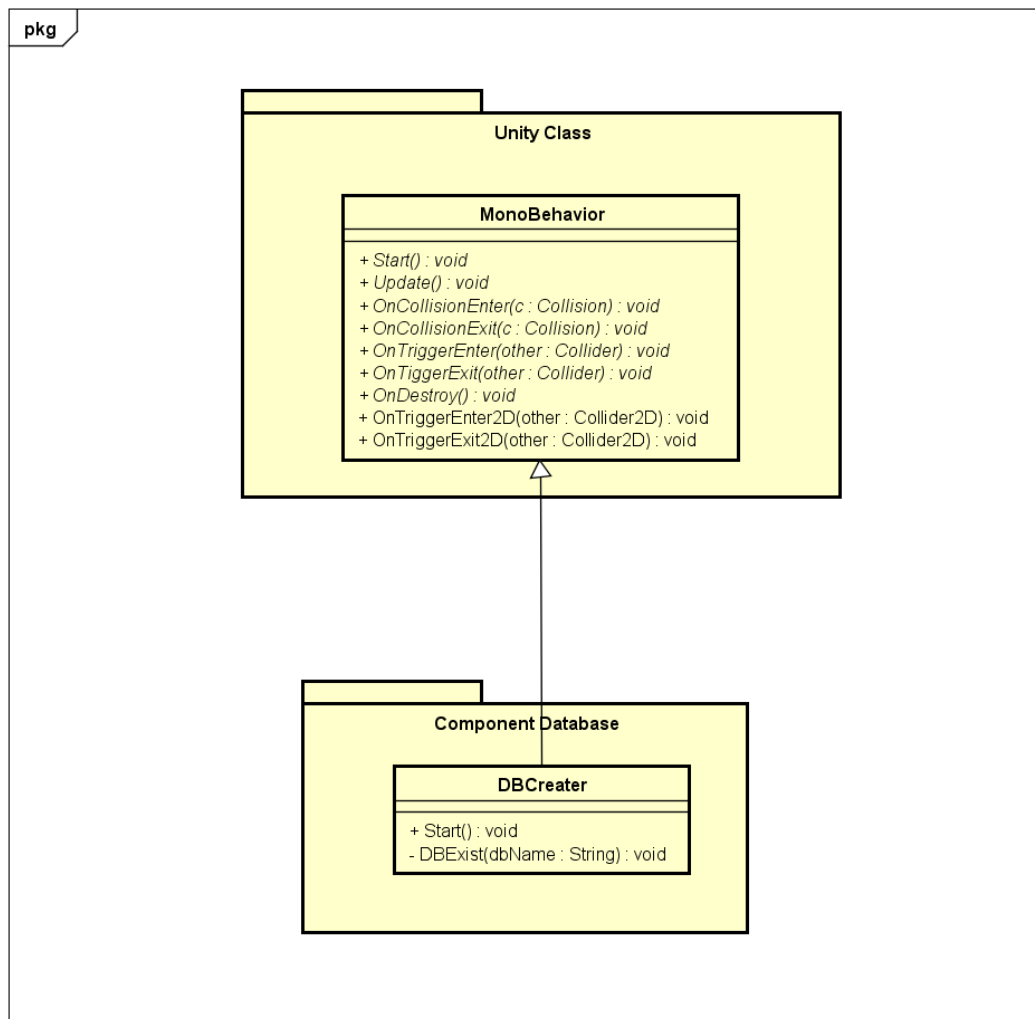 pkg
Unity Class
MonoBehavior
+ Start() : void
+ Update() : void
+ OnCollisionEnter(c : Collision) : void
+ OnCollisionExit(c : Collision) : void
+ OnTriggerEnter(other : Collider) : void
+ OnTiggerExit(other : Collider) : void
+ OnDestroy() : void
+ OnTriggerEnter2D(other : Collider2D) : void
+ OnTriggerExit2D(other : Collider2D) : void
Component Database
DBCreater
+ Start() : void
- DBExist(dbName : String) : void